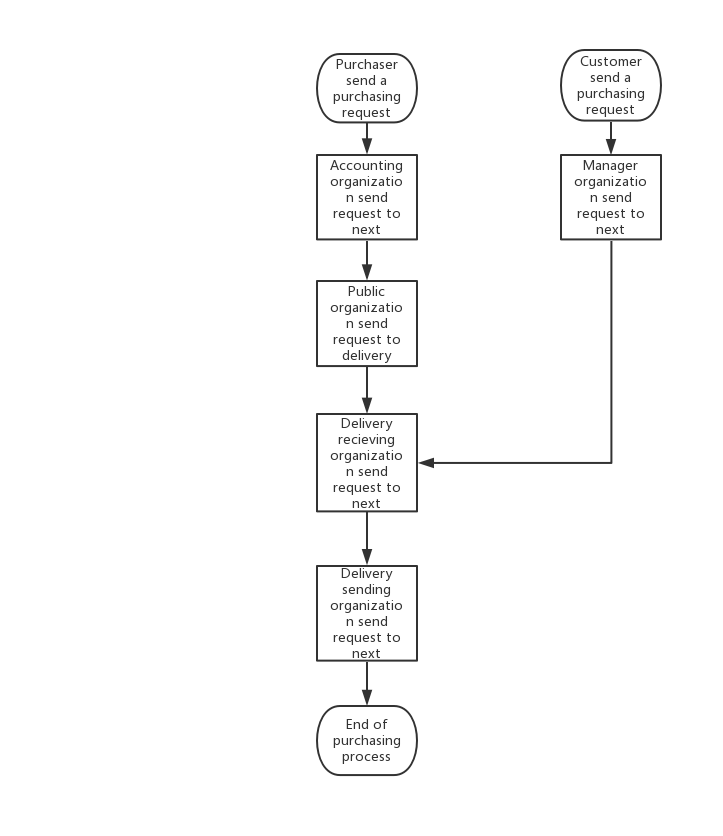 Purchaser
send a
purchasing
request
Customer
send a
purchasing
request
Accounting
organizatio
n send
request to
next
Manager
organizatio
n send
request to
next
Public
organizatio
n send
request to
delivery
Delivery
recieving
organizatio
n send
request to
next
Delivery
sending
organizatio
n send
request to
next
End of
purchasing
process